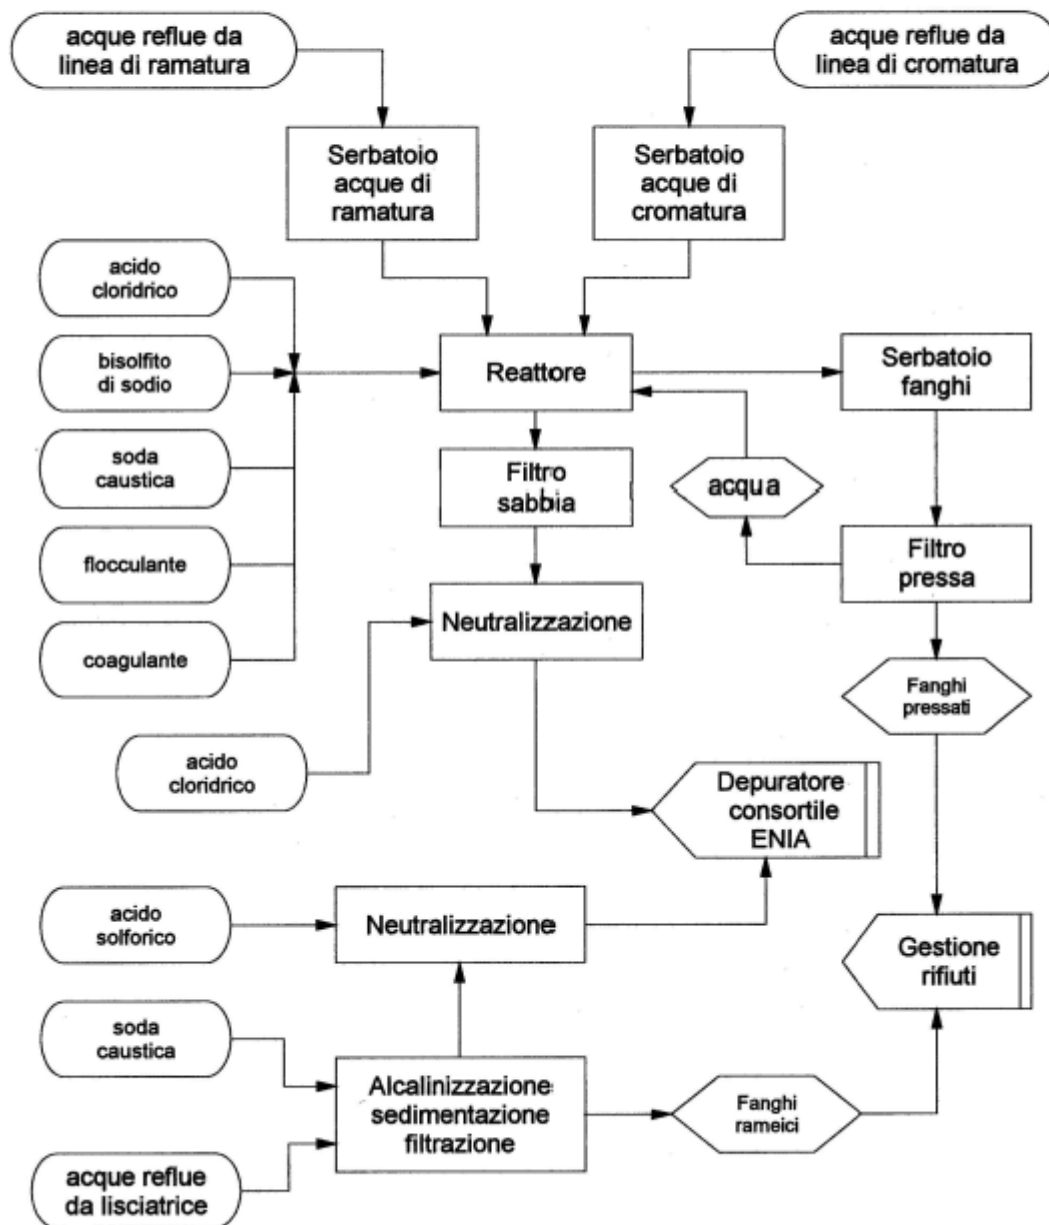 acque reflue da
linea di ramatura
acque reflue da
linea di cromatura
Serbatoio
acque di
ramatura
Serbatoio
acque di
cromatura
acido
cloridrico
bisolfito
di sodio
Reattore
Serbatoio
fanghi
soda
caustica
Filtro
sabbia
acqua
flocculante
Filtro
pressa
Neutralizzazione
coagulante
Fanghi
pressati
acido
cloridrico
Depuratore
consortile
ENIA
acido
solforico
Neutralizzazione
Gestione
rifiuti
soda
caustica
Alcalinizzazione
sedimentazione
filtrazione
Fanghi
rameici
acque reflue
da lisciatrice